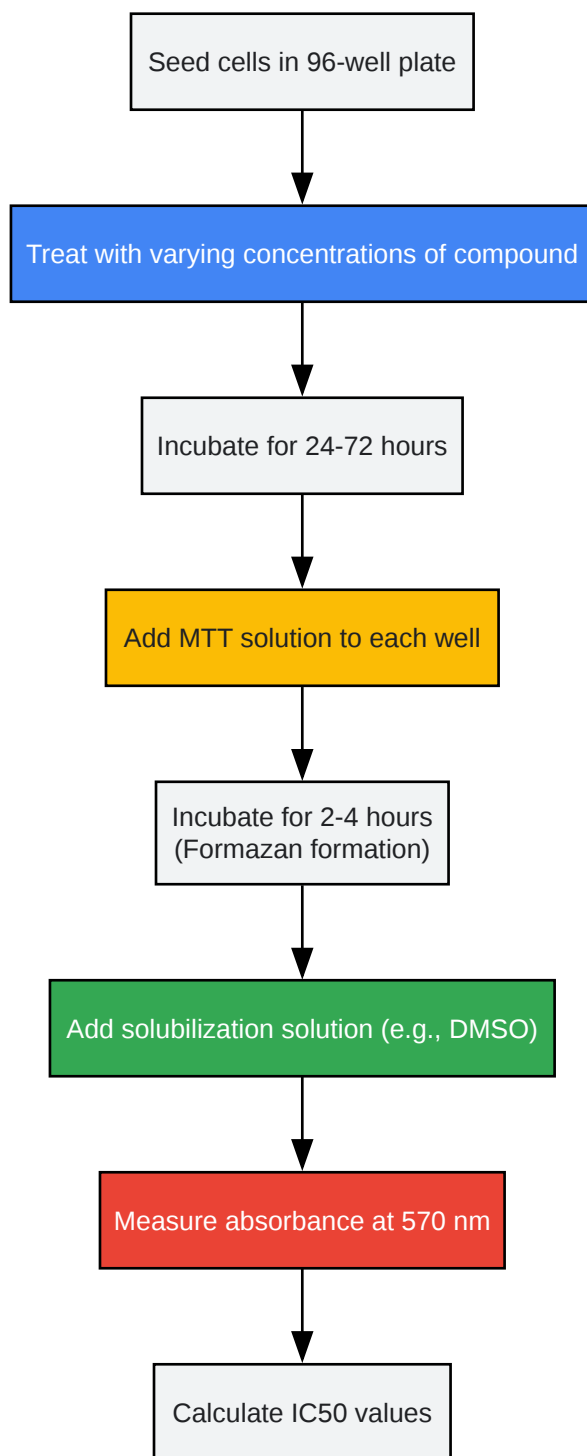 Seed cells in 96-well plate
Treat with varying concentrations of compound
Incubate for 24-72 hours
Add MTT solution to each well
Incubate for 2-4 hours
(Formazan formation)
Add solubilization solution (e.g., DMSO)
Measure absorbance at 570 nm
Calculate IC50 values